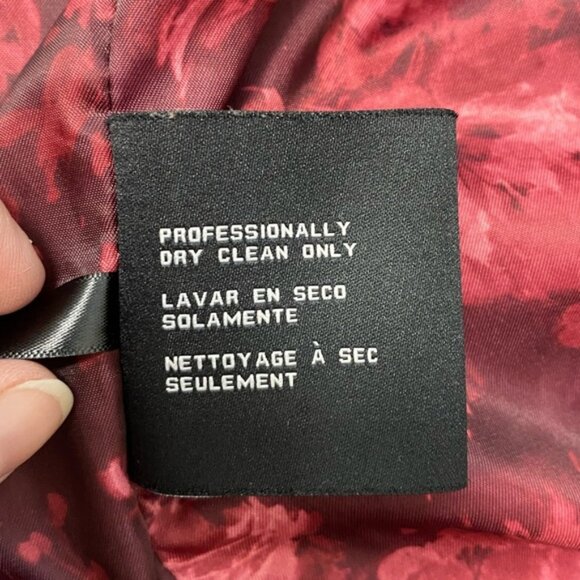 PROFESSIONALLY
DRY CLEAN ONLY
LAVAR EN SECO
SOLAMENTE
NETTOYAGE À SEC
SEULEMENT